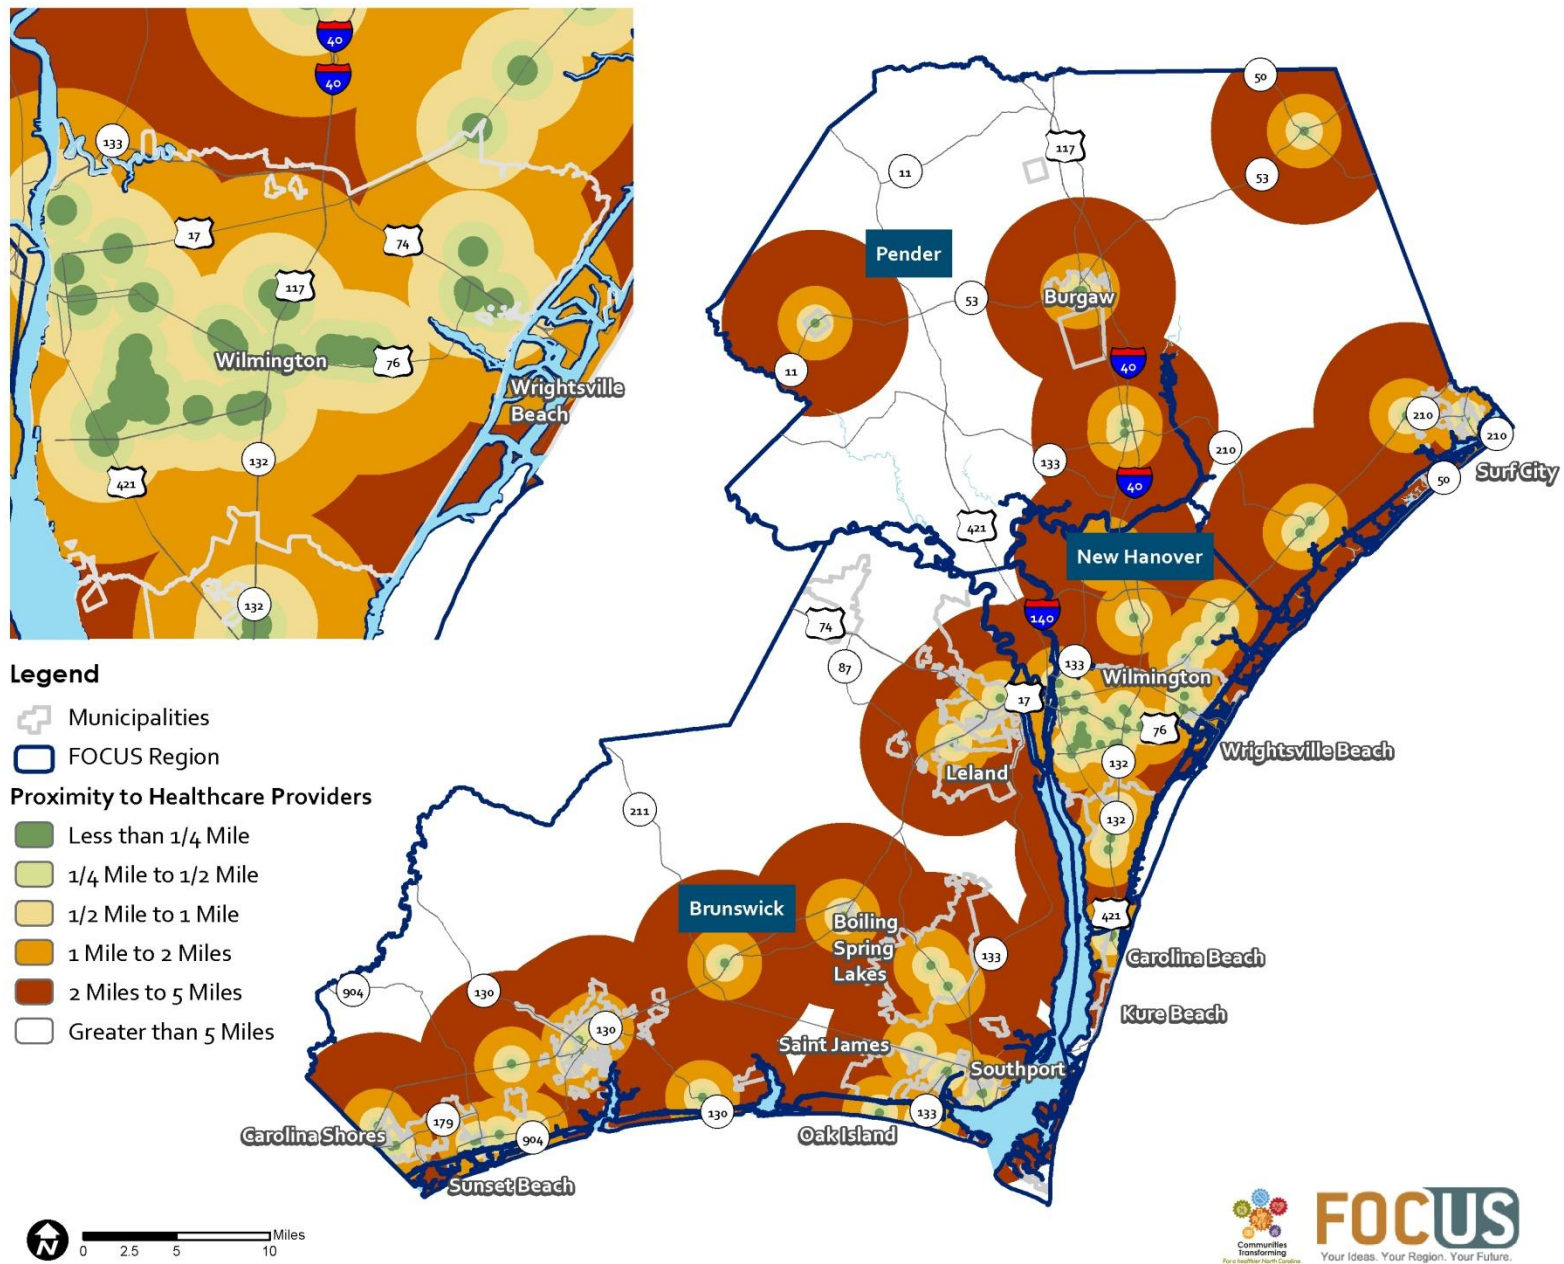 40
40
133
17
74
117
Wilmington
76
Wrightsville
Beach
132
421
132
50
117
11
53
Pender
53
Burgaw
11
40
210
210
133
210
40
50
Surf City
421
New Hanover
140
74
133
87
Wilmington
17
76
Wrightsville Beach
132
Leland
211
132
Brunswick
421
Boiling
Spring
Lakes
133
Carolina Beach
904
130
Kure Beach
130
Saint James
Southport
179
130
133
Carolina Shores
904
Oak Island
Sunset Beach
Legend
Municipalities
FOCUS Region
Proximity to Healthcare Providers
Less than 1/4 Mile
1/4 Mile to 1/2 Mile
1/2 Mile to 1 Mile
1 Mile to 2 Miles
2 Miles to 5 Miles
Greater than 5 Miles
N
Miles
0 2.5 5 10
Communities
Transforming
For a healthier North Carolina
FOCUS
Your Ideas. Your Region. Your Future.